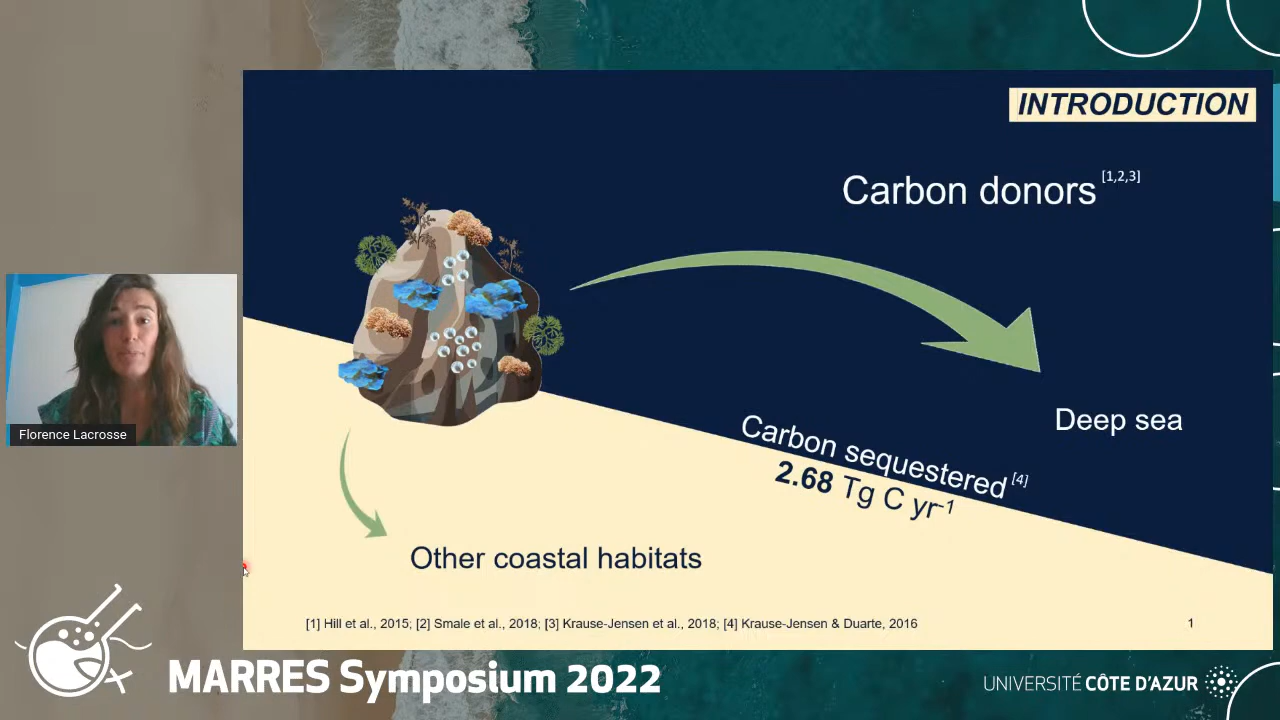 INTRODUCTION
Carbon donors [1,2,3]
Deep sea
Carbon sequestered [4]
2.68 Tg C yr⁻¹
Other coastal habitats
[1] Hill et al., 2015; [2] Smale et al., 2018; [3] Krause-Jensen et al., 2018; [4] Krause-Jensen & Duarte, 2016
1
Florence Lacrosse
MARRES Symposium 2022
UNIVERSITÉ CÔTE D'AZUR